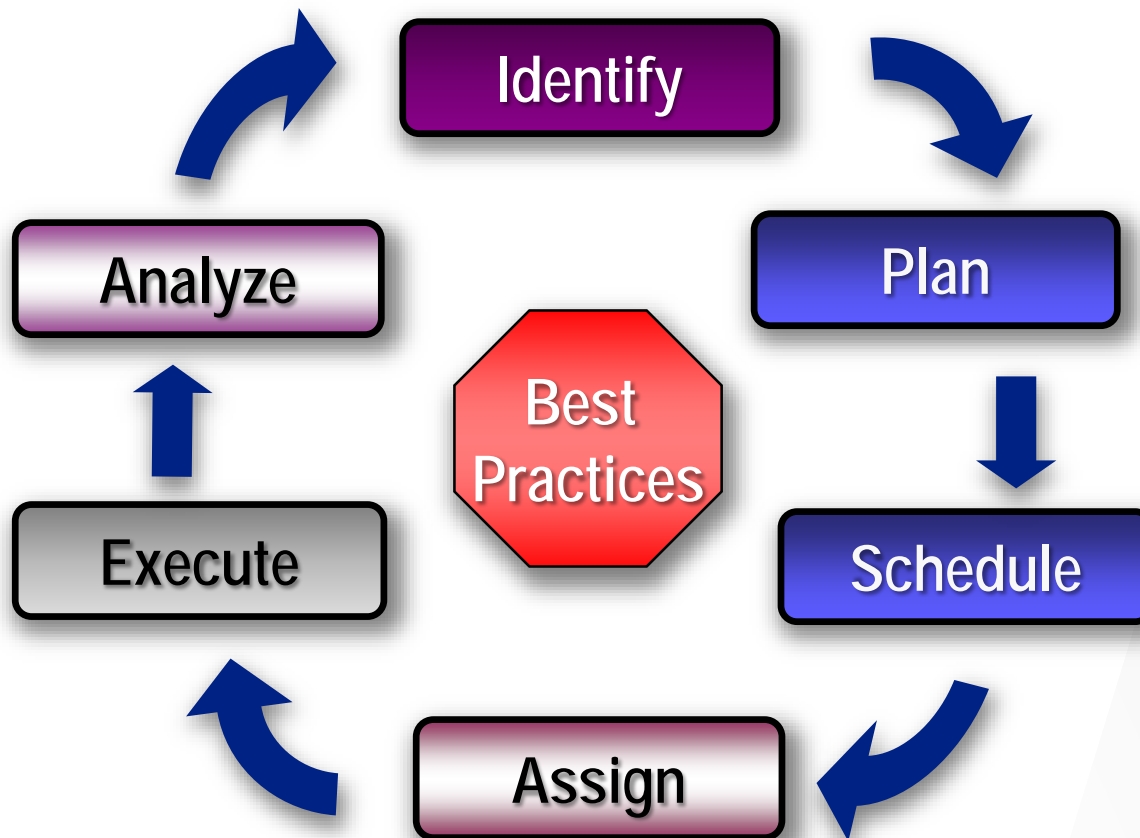 Identify
Plan
Schedule
Assign
Execute
Analyze
Best
Practices